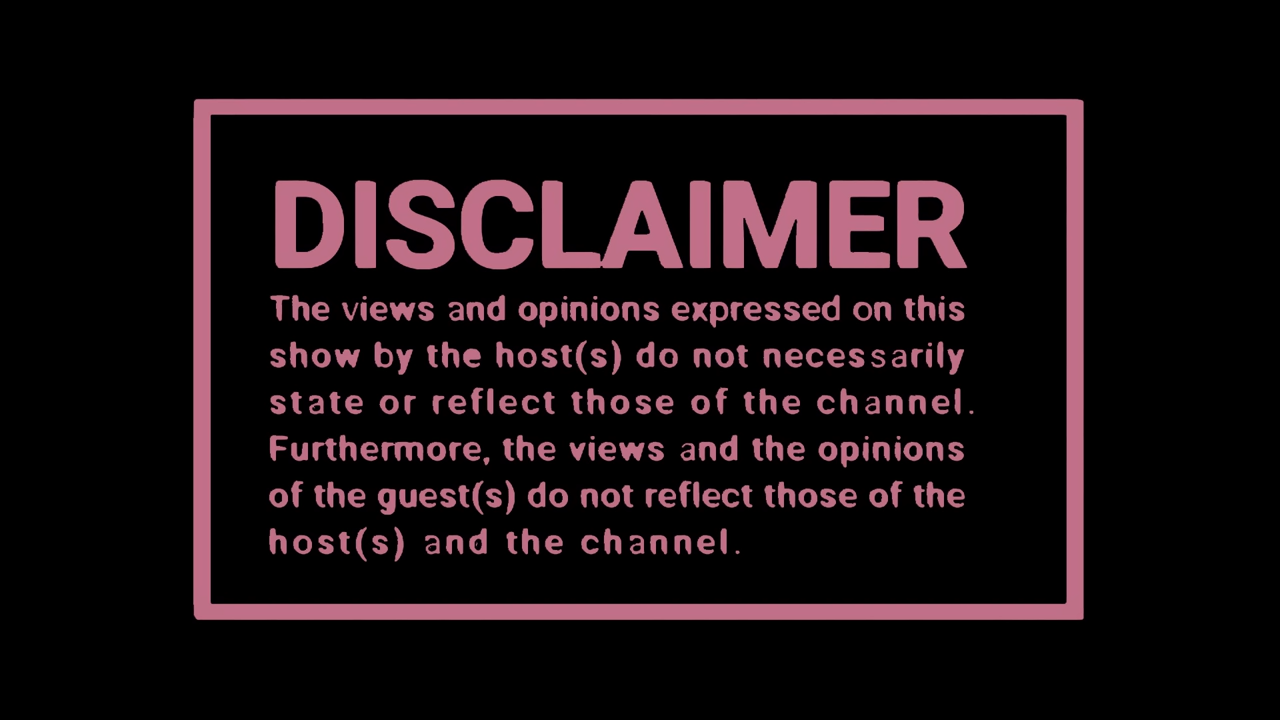 DISCLAIMER
The views and opinions expressed on this
show by the host(s) do not necessarily
state or reflect those of the channel.
Furthermore, the views and the opinions
of the guest(s) do not reflect those of the
host(s) and the channel.